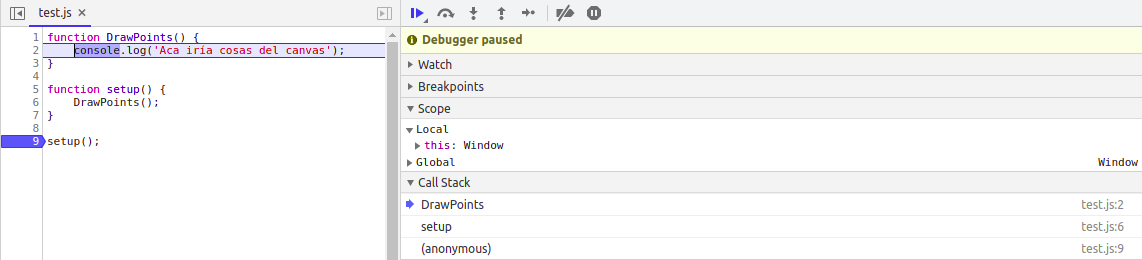 test.js ×
1 function DrawPoints() {
2     console.log('Aca iría cosas del canvas');
3 }
4
5 function setup() {
6     DrawPoints();
7 }
8
9 setup();
Debugger paused
Watch
Breakpoints
Scope
Local
this: Window
Global Window
Call Stack
DrawPoints test.js:2
setup test.js:6
(anonymous) test.js:9